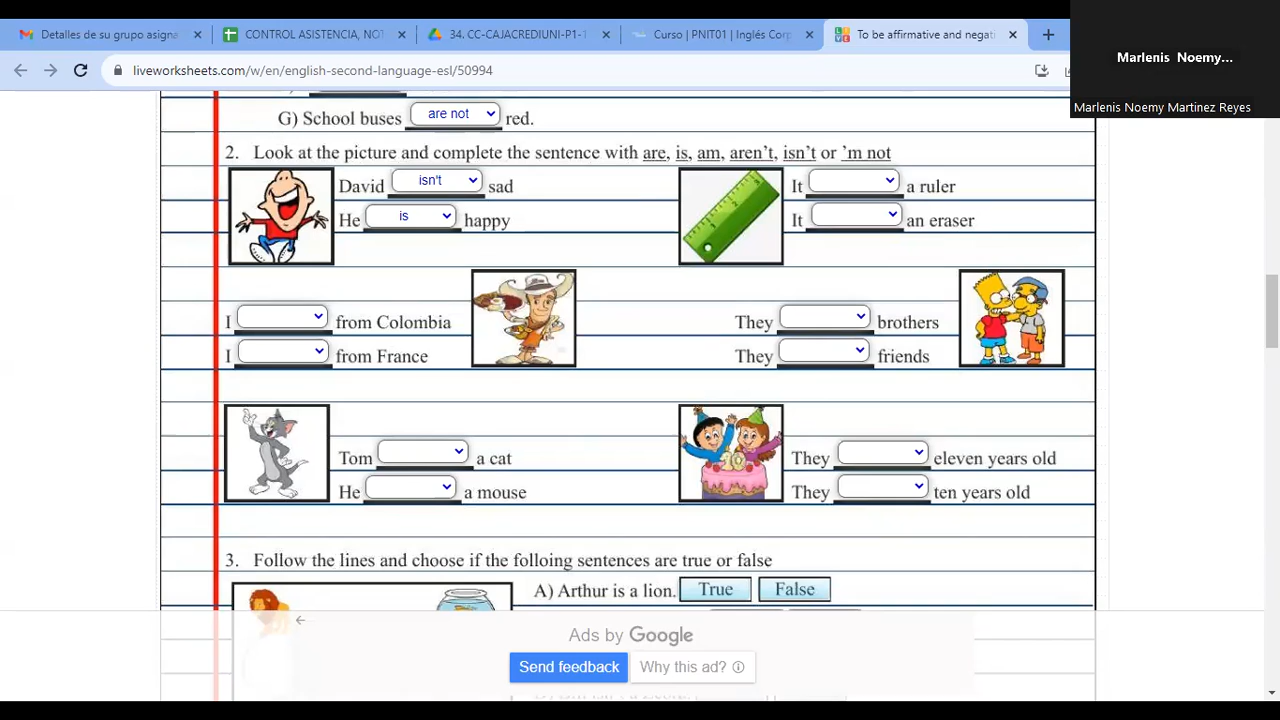 Detalles de su grupo asigna
CONTROL ASISTENCIA, NOT
34. CC-CAJACREDIUNI-P1-1
Curso | PNIT01 | Inglés Corp
To be affirmative and negati
liveworksheets.com/w/en/english-second-language-esl/50994
Marlenis Noemy...
Marlenis Noemy Martinez Reyes
G) School buses are not red.
2. Look at the picture and complete the sentence with are, is, am, aren't, isn't or 'm not
David isn't sad
He is happy
It a ruler
It an eraser
I from Colombia
I from France
They brothers
They friends
Tom a cat
He a mouse
10
They eleven years old
They ten years old
3. Follow the lines and choose if the folloing sentences are true or false
A) Arthur is a lion. True False
Ads by Google
Send feedback
Why this ad?